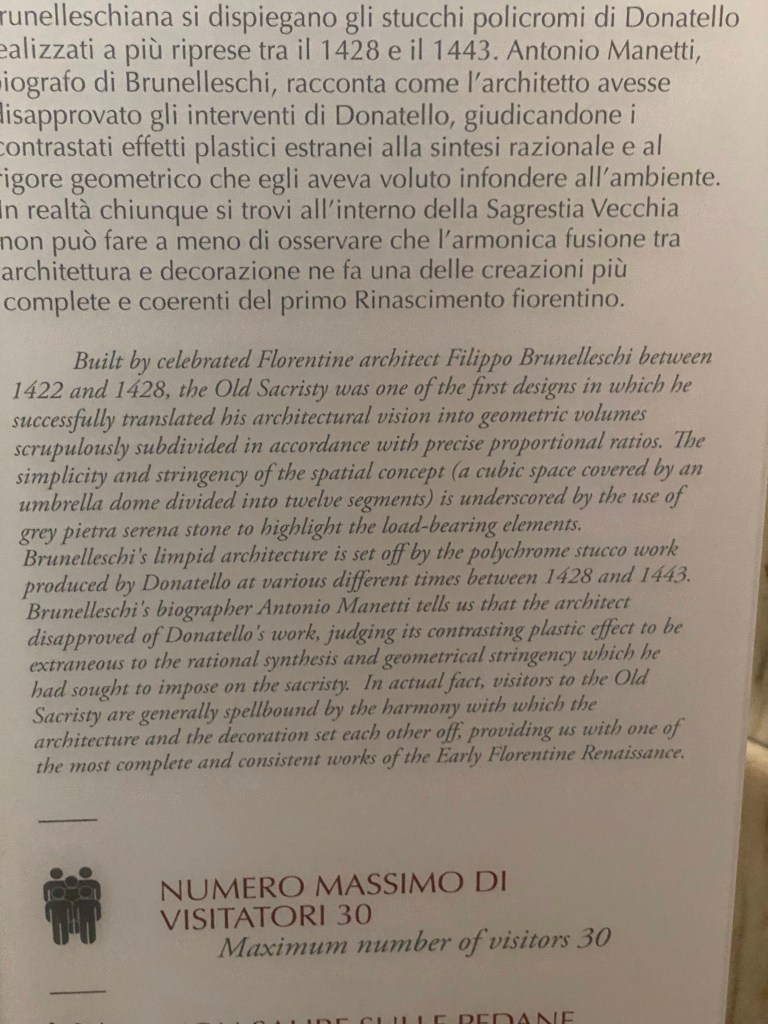 runelleschiana si dispiegano gli stucchi policromi di Donatello
ealizzati a più riprese tra il 1428 e il 1443. Antonio Manetti,
iografo di Brunelleschi, racconta come l'architetto avesse
disapprovato gli interventi di Donatello, giudicandone i
contrastati effetti plastici estranei alla sintesi razionale e al
rigore geometrico che egli aveva voluto infondere all'ambiente.
In realtà chiunque si trovi all'interno della Sagrestia Vecchia
non può fare a meno di osservare che l'armonica fusione tra
architettura e decorazione ne fa una delle creazioni più
complete e coerenti del primo Rinascimento fiorentino.
Built by celebrated Florentine architect Filippo Brunelleschi between
1422 and 1428, the Old Sacristy was one of the first designs in which he
successfully translated his architectural vision into geometric volumes
scrupulously subdivided in accordance with precise proportional ratios. The
simplicity and stringency of the spatial concept (a cubic space covered by an
umbrella dome divided into twelve segments) is underscored by the use of
grey pietra serena stone to highlight the load-bearing elements.
Brunelleschi's limpid architecture is set off by the polychrome stucco work
produced by Donatello at various different times between 1428 and 1443.
Brunelleschi's biographer Antonio Manetti tells us that the architect
disapproved of Donatello's work, judging its contrasting plastic effect to be
extraneous to the rational synthesis and geometrical stringency which he
had sought to impose on the sacristy. In actual fact, visitors to the Old
Sacristy are generally spellbound by the harmony with which the
architecture and the decoration set each other off, providing us with one of
the most complete and consistent works of the Early Florentine Renaissance.
NUMERO MASSIMO DI
VISITATORI 30
Maximum number of visitors 30
SALIRE SULLE PEDANE